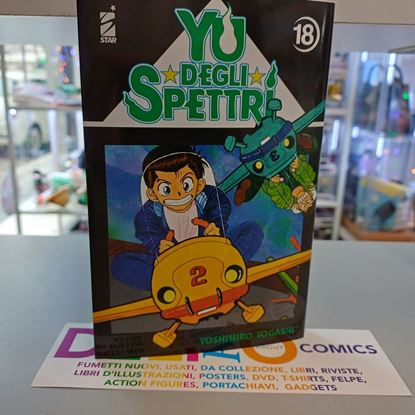 STAR
18
YU
DEGLI
SPETTRI
3
2
YOSHIHIRO TOGASHI
COMICS
FUMETTI NUOVI, USATI, DA COLLEZIONE, LIBRI, RIVISTE,
LIBRI D'ILLUSTRAZIONI, POSTERS, DVD, T-SHIRTS, FELPE,
ACTION FIGURES, PORTACHIAVI, GADGETS